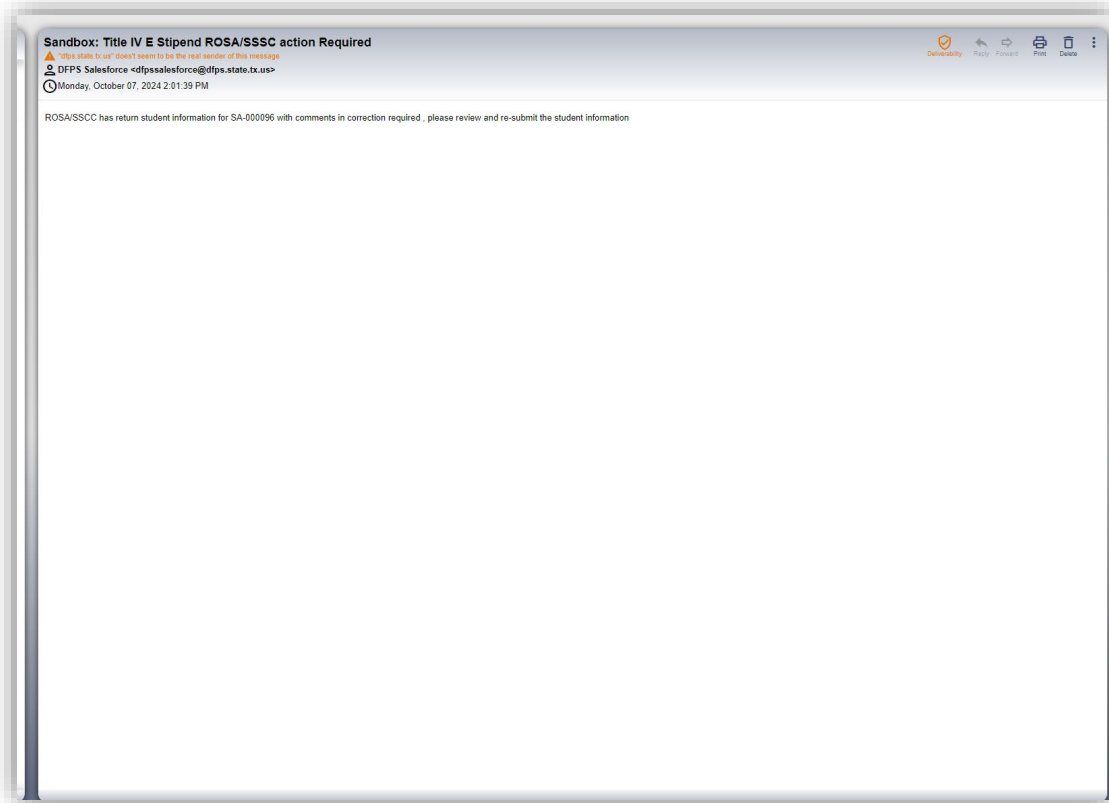 Sandbox: Title IV E Stipend ROSA/SSSC action Required
"dfps.state.tx.us" does't seem to be the real sender of this message
DFPS Salesforce <dfpssalesforce@dfps.state.tx.us>
Monday, October 07, 2024 2:01:39 PM
Deliverability Reply Forward Print Delete
ROSA/SSCC has return student information for SA-000096 with comments in correction required , please review and re-submit the student information